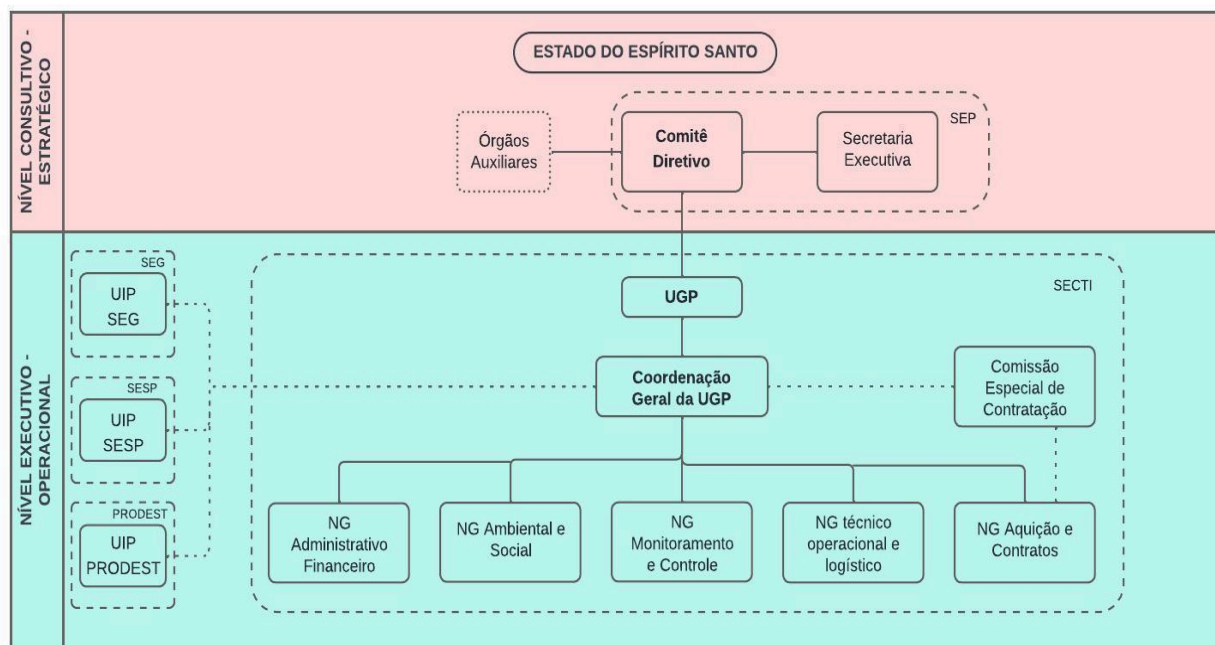 NÍVEL CONSULTIVO -
ESTRATÉGICO
ESTADO DO ESPÍRITO SANTO
SEP
Órgãos
Auxiliares
Comitê
Diretivo
Secretaria
Executiva
NÍVEL EXECUTIVO -
OPERACIONAL
SEG
UIP
SEG
SESP
UIP
SESP
PRODEST
UIP
PRODEST
SECTI
UGP
Coordenação
Geral da UGP
Comissão
Especial de
Contratação
NG
Administrativo
Financeiro
NG Ambiental e
Social
NG
Monitoramento
e Controle
NG técnico
operacional e
logístico
NG Aquição e
Contratos